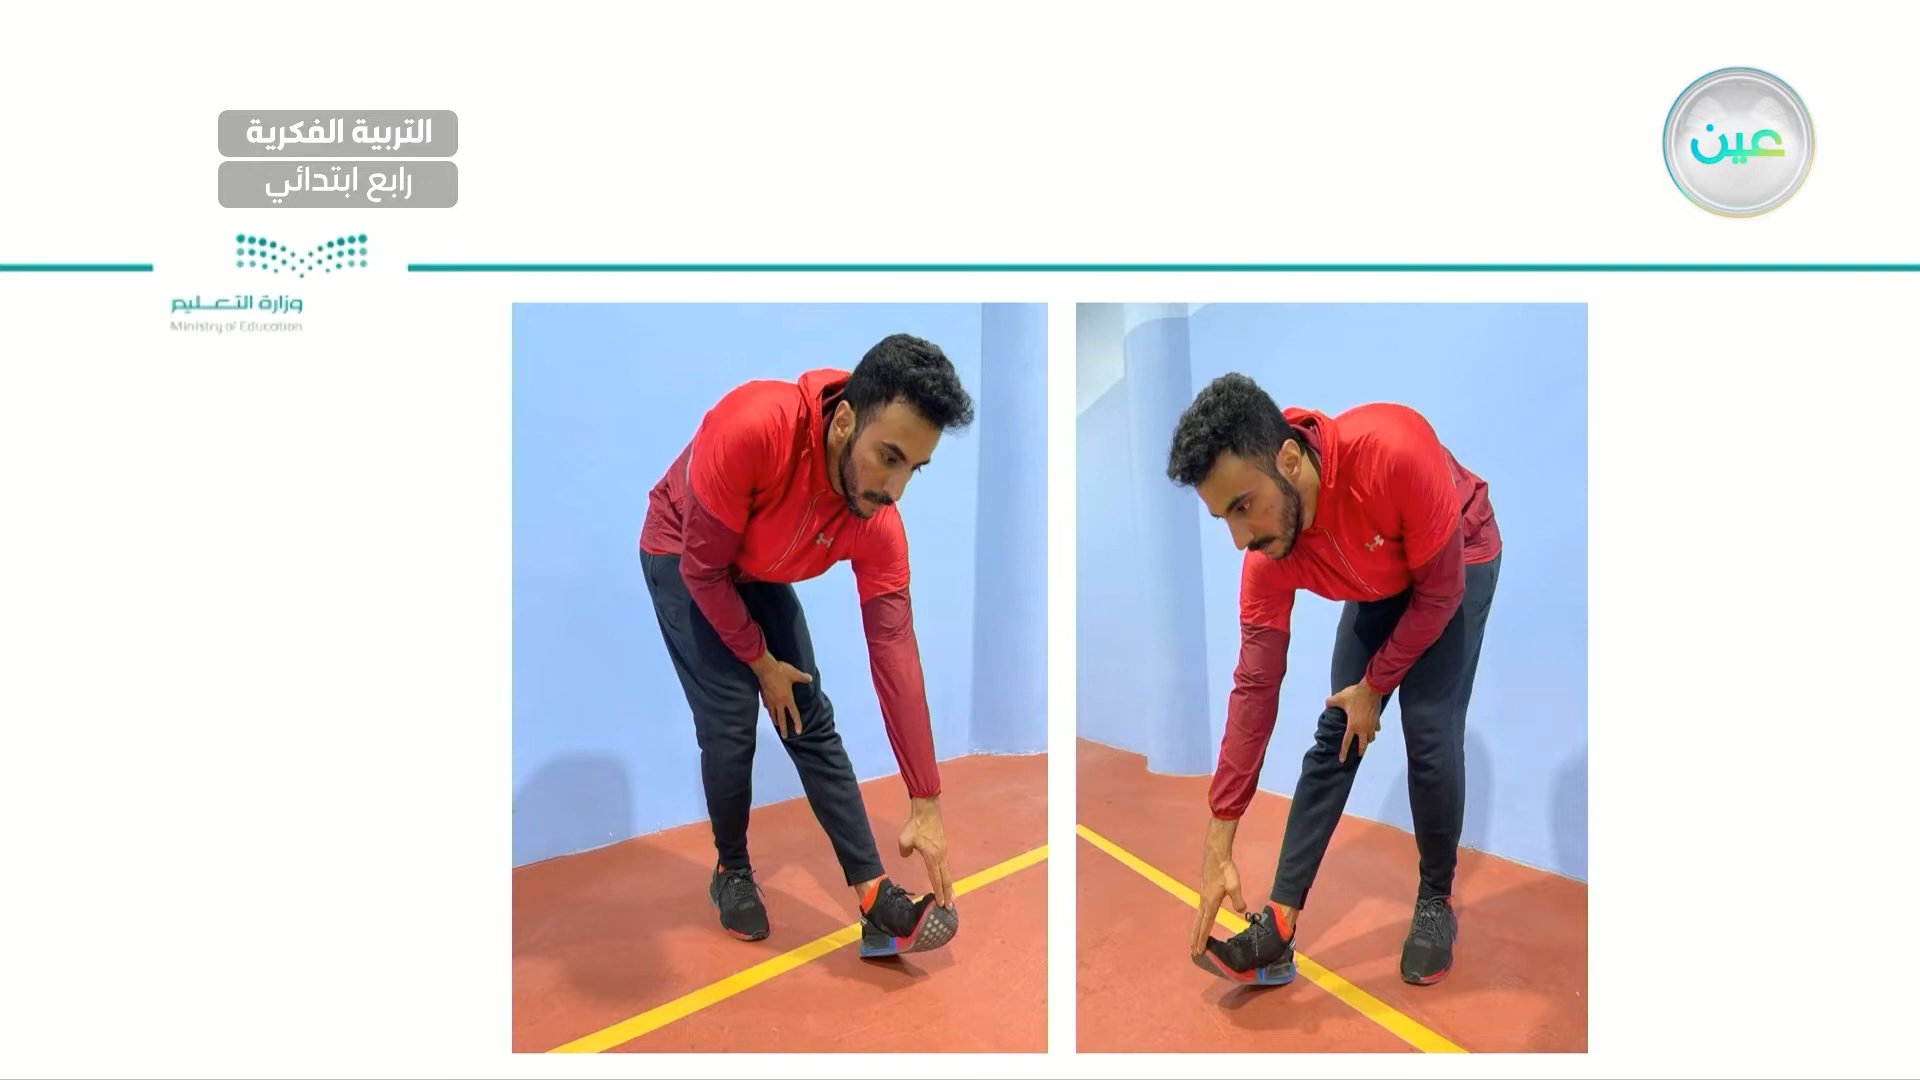 عين
التربية الفكرية
رابع ابتدائي
وزارة التعليم
Ministry of Education